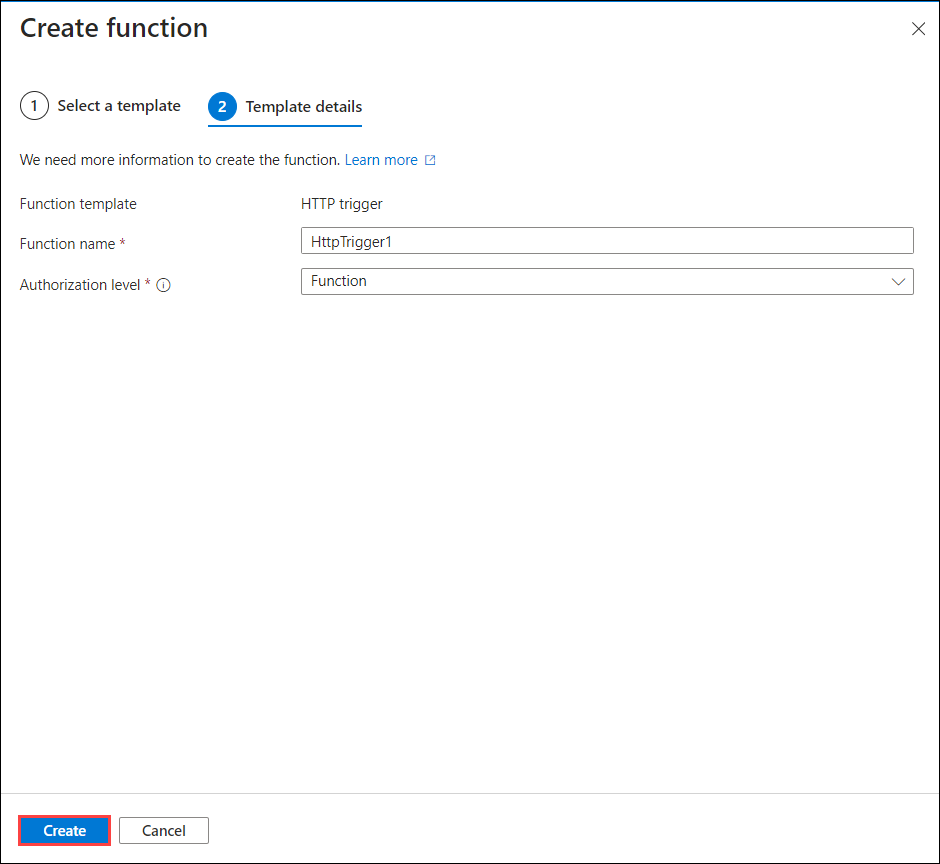 Create function
1 Select a template 2 Template details
We need more information to create the function. Learn more
Function template HTTP trigger
Function name * HttpTrigger1
Authorization level * Function
Create Cancel